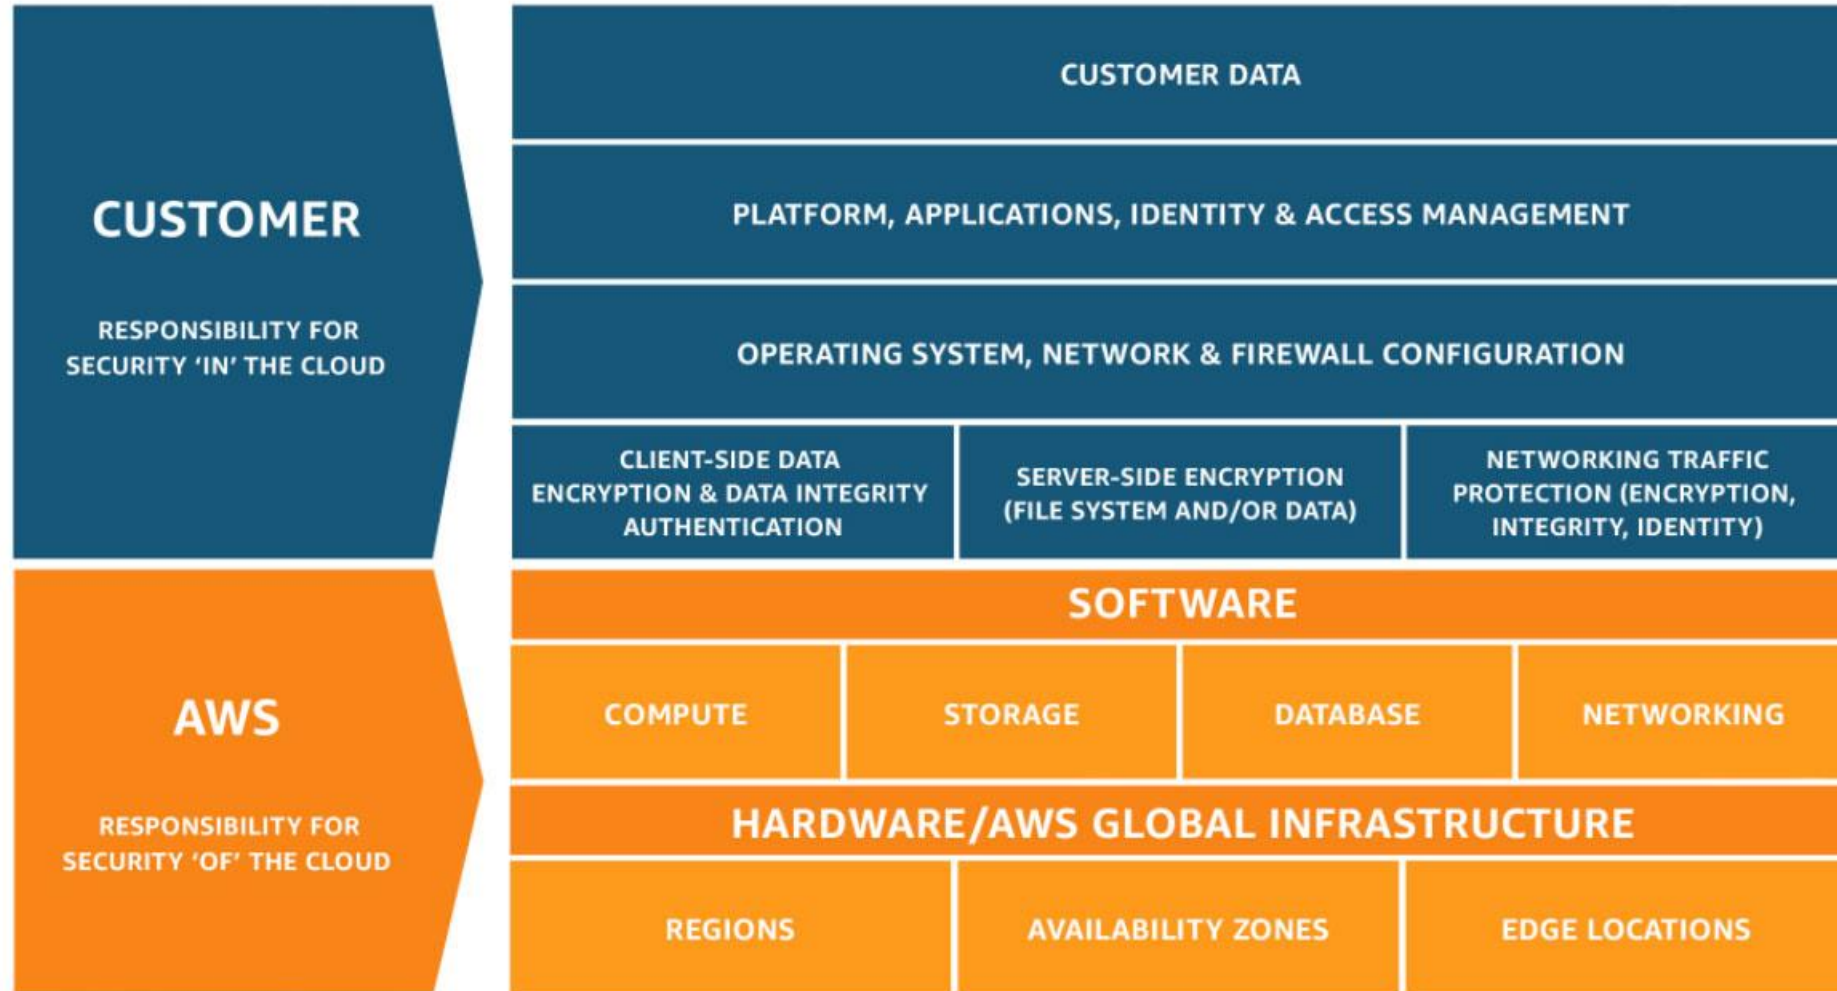 CUSTOMER
RESPONSIBILITY FOR
SECURITY ‘IN’ THE CLOUD
CUSTOMER DATA
PLATFORM, APPLICATIONS, IDENTITY & ACCESS MANAGEMENT
OPERATING SYSTEM, NETWORK & FIREWALL CONFIGURATION
CLIENT-SIDE DATA
ENCRYPTION & DATA INTEGRITY
AUTHENTICATION
SERVER-SIDE ENCRYPTION
(FILE SYSTEM AND/OR DATA)
NETWORKING TRAFFIC
PROTECTION (ENCRYPTION,
INTEGRITY, IDENTITY)
AWS
RESPONSIBILITY FOR
SECURITY ‘OF’ THE CLOUD
SOFTWARE
COMPUTE
STORAGE
DATABASE
NETWORKING
HARDWARE/AWS GLOBAL INFRASTRUCTURE
REGIONS
AVAILABILITY ZONES
EDGE LOCATIONS